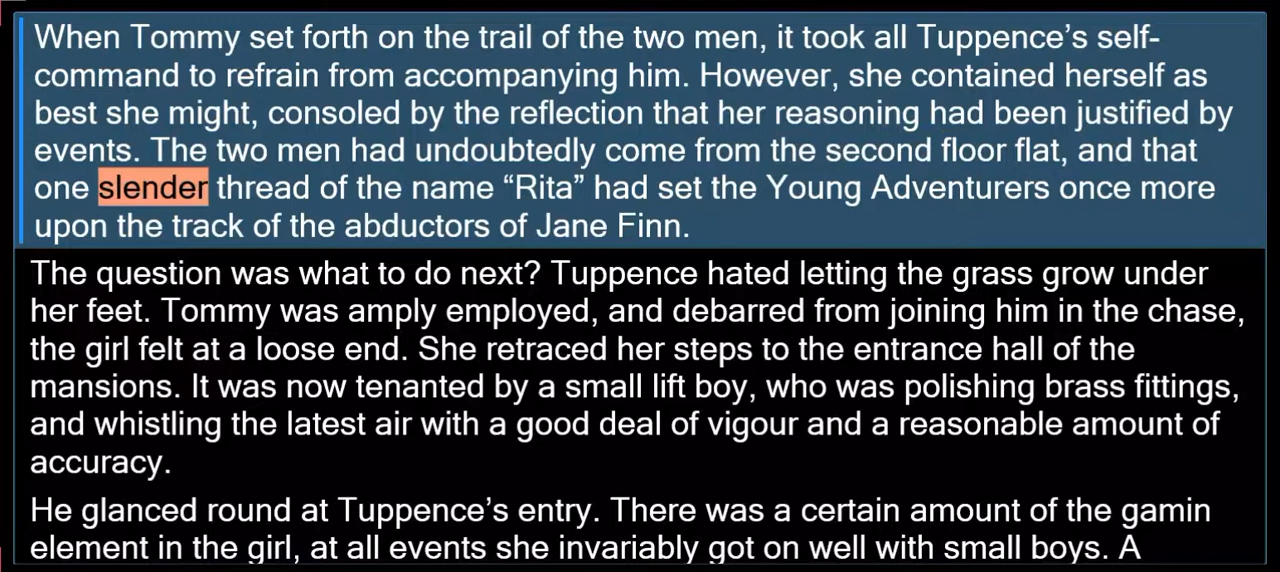 When Tommy set forth on the trail of the two men, it took all Tuppence’s self-
command to refrain from accompanying him. However, she contained herself as
best she might, consoled by the reflection that her reasoning had been justified by
events. The two men had undoubtedly come from the second floor flat, and that
one slender thread of the name “Rita” had set the Young Adventurers once more
upon the track of the abductors of Jane Finn.
The question was what to do next? Tuppence hated letting the grass grow under
her feet. Tommy was amply employed, and debarred from joining him in the chase,
the girl felt at a loose end. She retraced her steps to the entrance hall of the
mansions. It was now tenanted by a small lift boy, who was polishing brass fittings,
and whistling the latest air with a good deal of vigour and a reasonable amount of
accuracy.
He glanced round at Tuppence’s entry. There was a certain amount of the gamin
element in the girl, at all events she invariably got on well with small boys. A